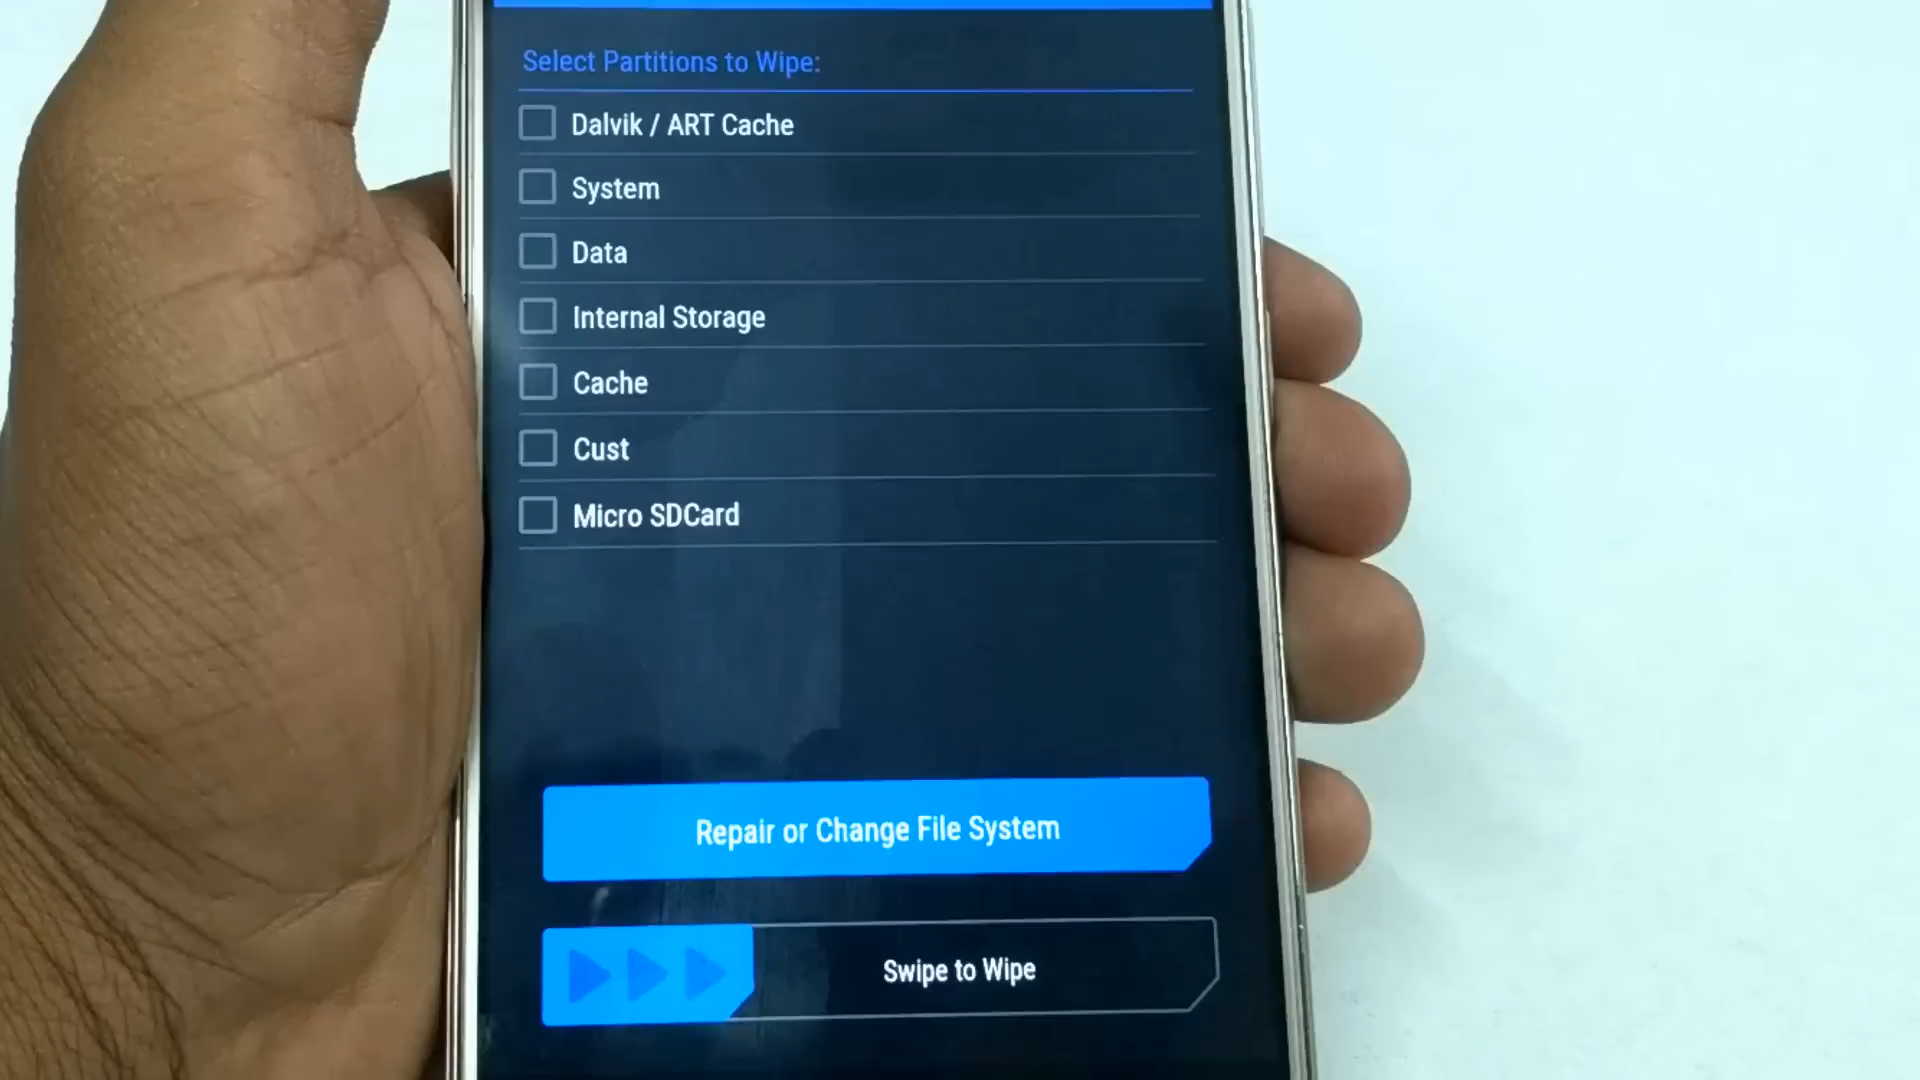 Select Partitions to Wipe:
Dalvik / ART Cache
System
Data
Internal Storage
Cache
Cust
Micro SDCard
Repair or Change File System
Swipe to Wipe